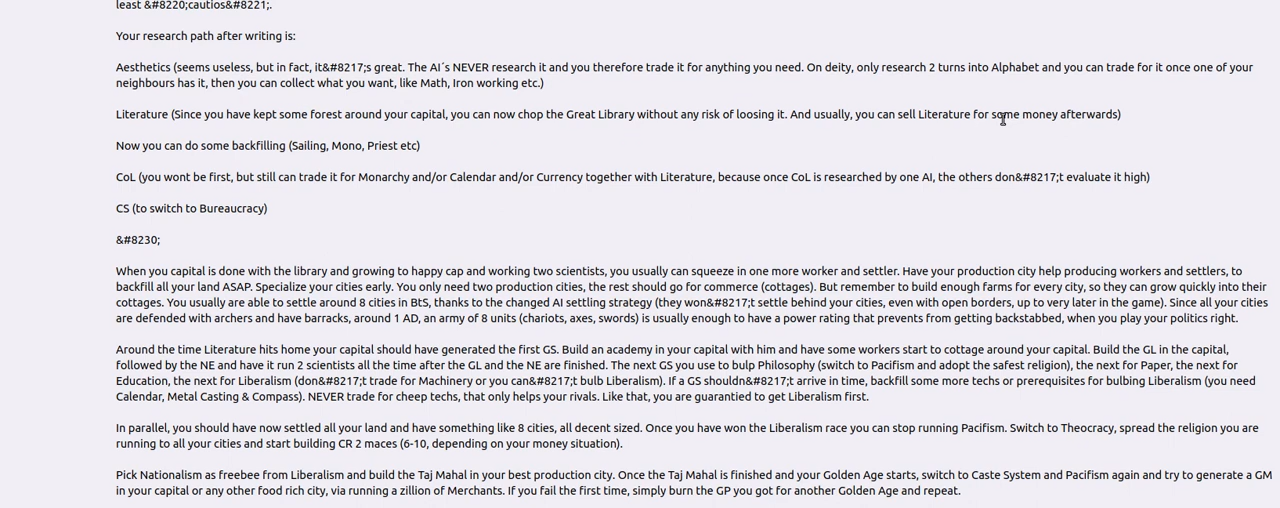 least &#8220;cautios&#8221;.
Your research path after writing is:
Aesthetics (seems useless, but in fact, it&#8217;s great. The AI´s NEVER research it and you therefore trade it for anything you need. On deity, only research 2 turns into Alphabet and you can trade for it once one of your
neighbours has it, then you can collect what you want, like Math, Iron working etc.)
Literature (Since you have kept some forest around your capital, you can now chop the Great Library without any risk of loosing it. And usually, you can sell Literature for some money afterwards)
Now you can do some backfilling (Sailing, Mono, Priest etc)
CoL (you wont be first, but still can trade it for Monarchy and/or Calendar and/or Currency together with Literature, because once CoL is researched by one AI, the others don&#8217;t evaluate it high)
CS (to switch to Bureaucracy)
&#8230;
When you capital is done with the library and growing to happy cap and working two scientists, you usually can squeeze in one more worker and settler. Have your production city help producing workers and settlers, to
backfill all your land ASAP. Specialize your cities early. You only need two production cities, the rest should go for commerce (cottages). But remember to build enough farms for every city, so they can grow quickly into their
cottages. You usually are able to settle around 8 cities in BTS, thanks to the changed AI settling strategy (they won&#8217;t settle behind your cities, even with open borders, up to very later in the game). Since all your cities
are defended with archers and have barracks, around 1 AD, an army of 8 units (chariots, axes, swords) is usually enough to have a power rating that prevents from getting backstabbed, when you play your politics right.
Around the time Literature hits home your capital should have generated the first GS. Build an academy in your capital with him and have some workers start to cottage around your capital. Build the GL in the capital,
followed by the NE and have it run 2 scientists all the time after the GL and the NE are finished. The next GS you use to bulp Philosophy (switch to Pacifism and adopt the safest religion), the next for Paper, the next for
Education, the next for Liberalism (don&#8217;t trade for Machinery or you can&#8217;t bulb Liberalism). If a GS shouldn&#8217;t arrive in time, backfill some more techs or prerequisites for bulbing Liberalism (you need
Calendar, Metal Casting & Compass). NEVER trade for cheep techs, that only helps your rivals. Like that, you are guarantied to get Liberalism first.
In parallel, you should have now settled all your land and have something like 8 cities, all decent sized. Once you have won the Liberalism race you can stop running Pacifism. Switch to Theocracy, spread the religion you are
running to all your cities and start building CR 2 maces (6-10, depending on your money situation).
Pick Nationalism as freebee from Liberalism and build the Taj Mahal in your best production city. Once the Taj Mahal is finished and your Golden Age starts, switch to Caste System and Pacifism again and try to generate a GM
in your capital or any other food rich city, via running a zillion of Merchants. If you fail the first time, simply burn the GP you got for another Golden Age and repeat.